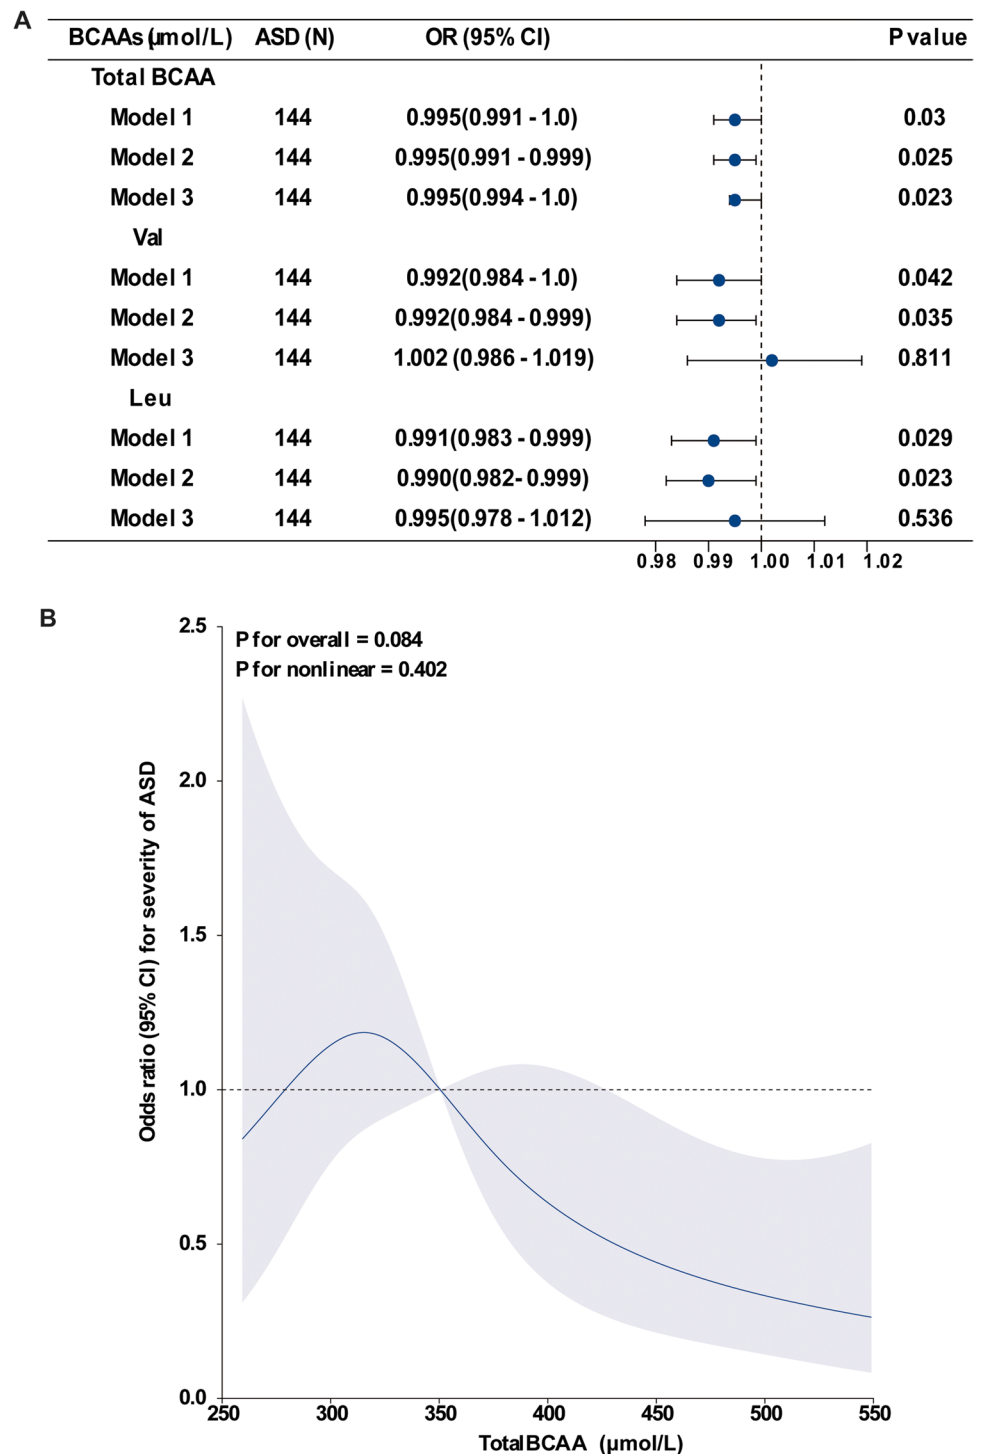 A
BCAAs (μmol/L) ASD (N) OR (95% CI) P value
Total BCAA
Model 1 144 0.995(0.991 - 1.0) 0.03
Model 2 144 0.995(0.991 - 0.999) 0.025
Model 3 144 0.995(0.994 - 1.0) 0.023
Val
Model 1 144 0.992(0.984 - 1.0) 0.042
Model 2 144 0.992(0.984 - 0.999) 0.035
Model 3 144 1.002 (0.986 - 1.019) 0.811
Leu
Model 1 144 0.991(0.983 - 0.999) 0.029
Model 2 144 0.990(0.982- 0.999) 0.023
Model 3 144 0.995(0.978 - 1.012) 0.536
0.98 0.99 1.00 1.01 1.02
B
P for overall = 0.084
P for nonlinear = 0.402
Odds ratio (95% CI) for severity of ASD
2.5
2.0
1.5
1.0
0.5
0.0
250 300 350 400 450 500 550
Total BCAA (μmol/L)